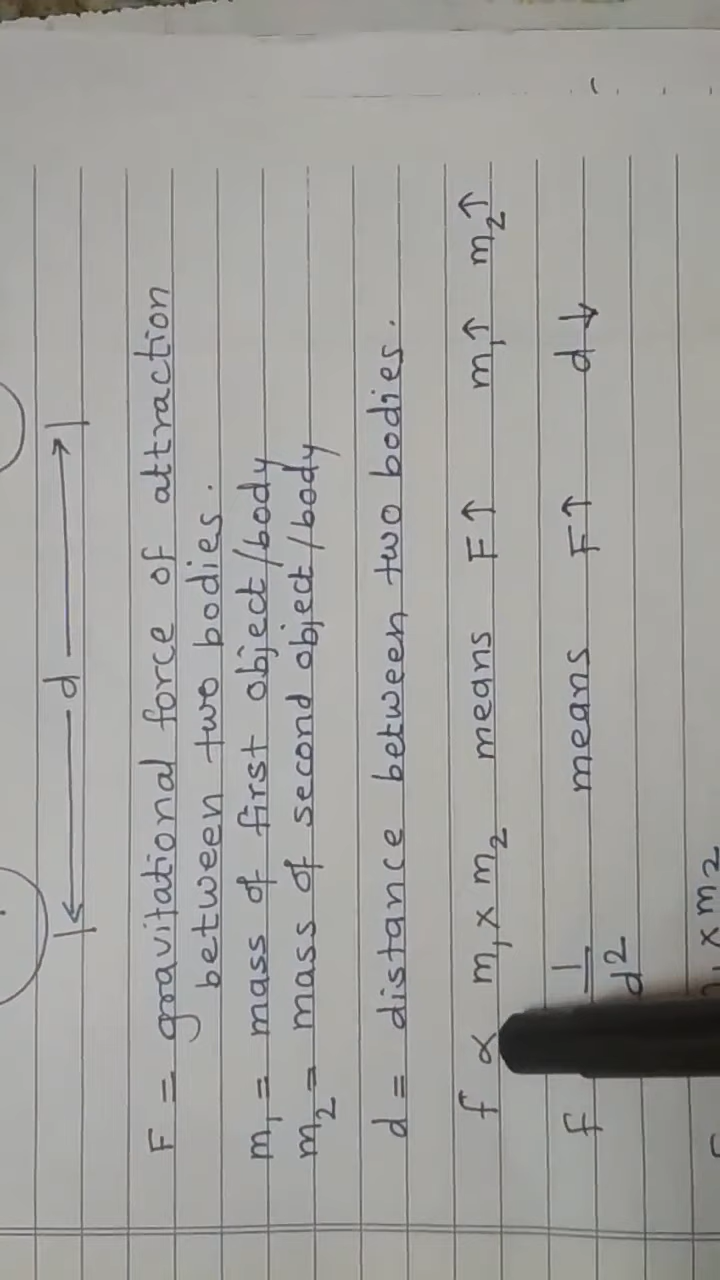 d
F = gravitational force of attraction
between two bodies.
m₁ = mass of first object/body
m₂ = mass of second object/body
d = distance between two bodies.
f ∝ m₁ × m₂ means F↑ m₁↑ m₂↑
f 1/d² means F↑ d↓
× m₂